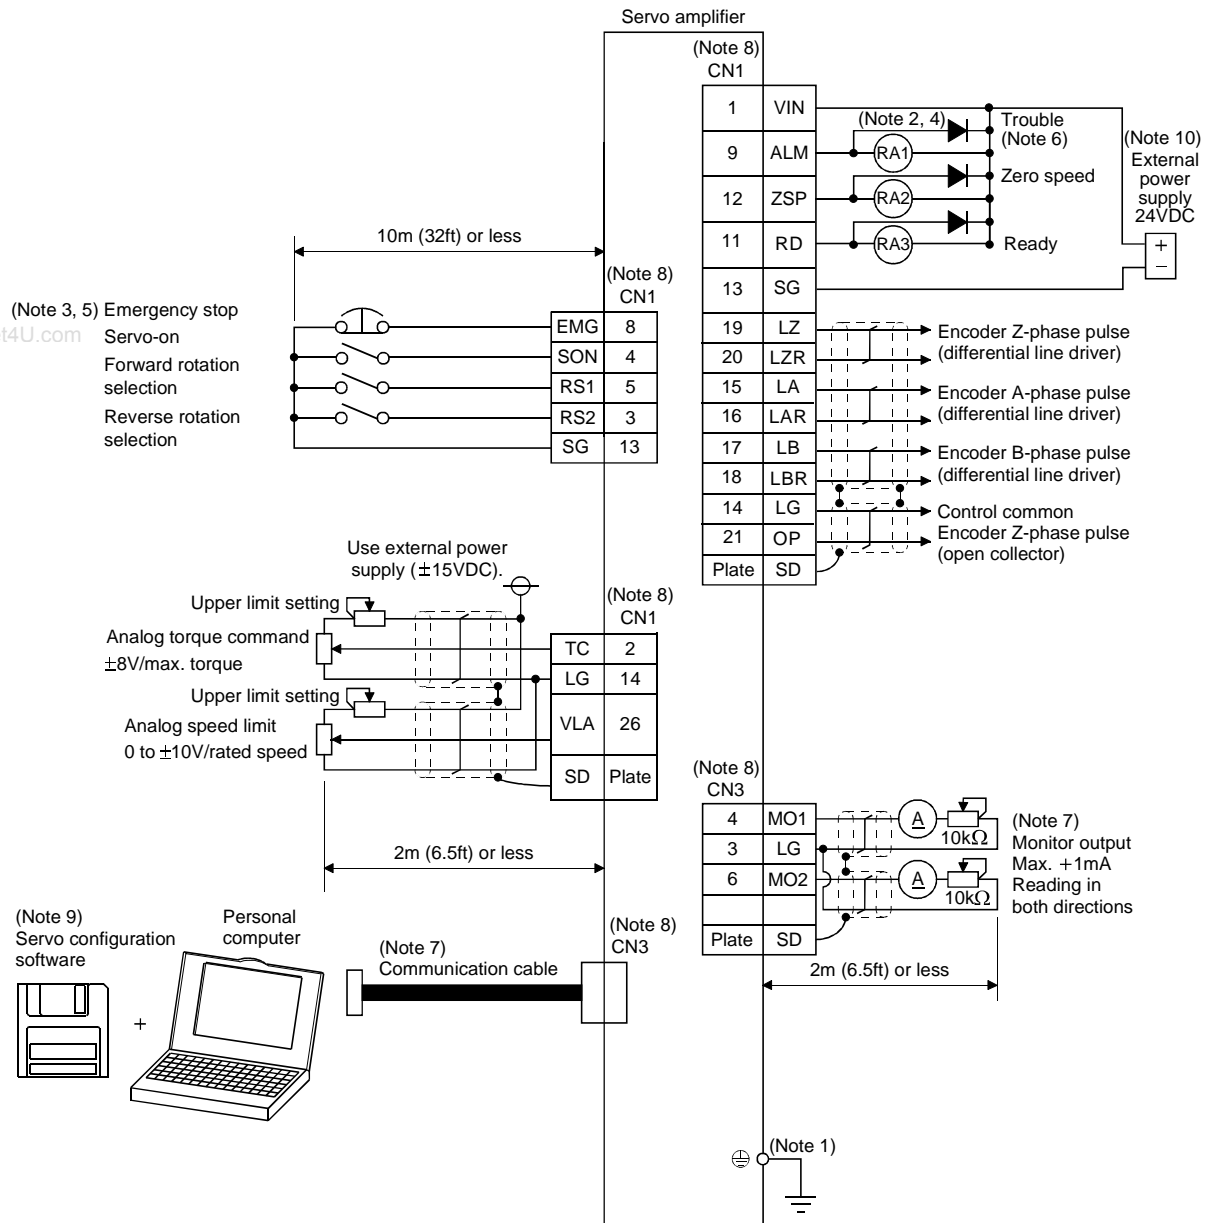 Servo amplifier
(Note 8)
CN1
1 VIN
9 ALM
12 ZSP
11 RD
13 SG
19 LZ
20 LZR
15 LA
16 LAR
17 LB
18 LBR
14 LG
21 OP
Plate SD
(Note 2, 4)
RA1
RA2
RA3
Trouble
(Note 6)
Zero speed
Ready
(Note 10)
External
power
supply
24VDC
+
−
Encoder Z-phase pulse
(differential line driver)
Encoder A-phase pulse
(differential line driver)
Encoder B-phase pulse
(differential line driver)
Control common
Encoder Z-phase pulse
(open collector)
10m (32ft) or less
(Note 8)
CN1
(Note 3, 5) Emergency stop
t4U.com
Servo-on
Forward rotation
selection
Reverse rotation
selection
EMG 8
SON 4
RS1 5
RS2 3
SG 13
Use external power
supply (±15VDC).
(Note 8)
CN1
Upper limit setting
Analog torque command
±8V/max. torque
Upper limit setting
Analog speed limit
0 to ±10V/rated speed
TC 2
LG 14
VLA 26
SD Plate
2m (6.5ft) or less
(Note 8)
CN3
4 MO1
3 LG
6 MO2
Plate SD
A
10kΩ
A
10kΩ
(Note 7)
Monitor output
Max. +1mA
Reading in
both directions
2m (6.5ft) or less
(Note 9)
Servo configuration
software
+
Personal
computer
(Note 7)
Communication cable
(Note 8)
CN3
(Note 1)